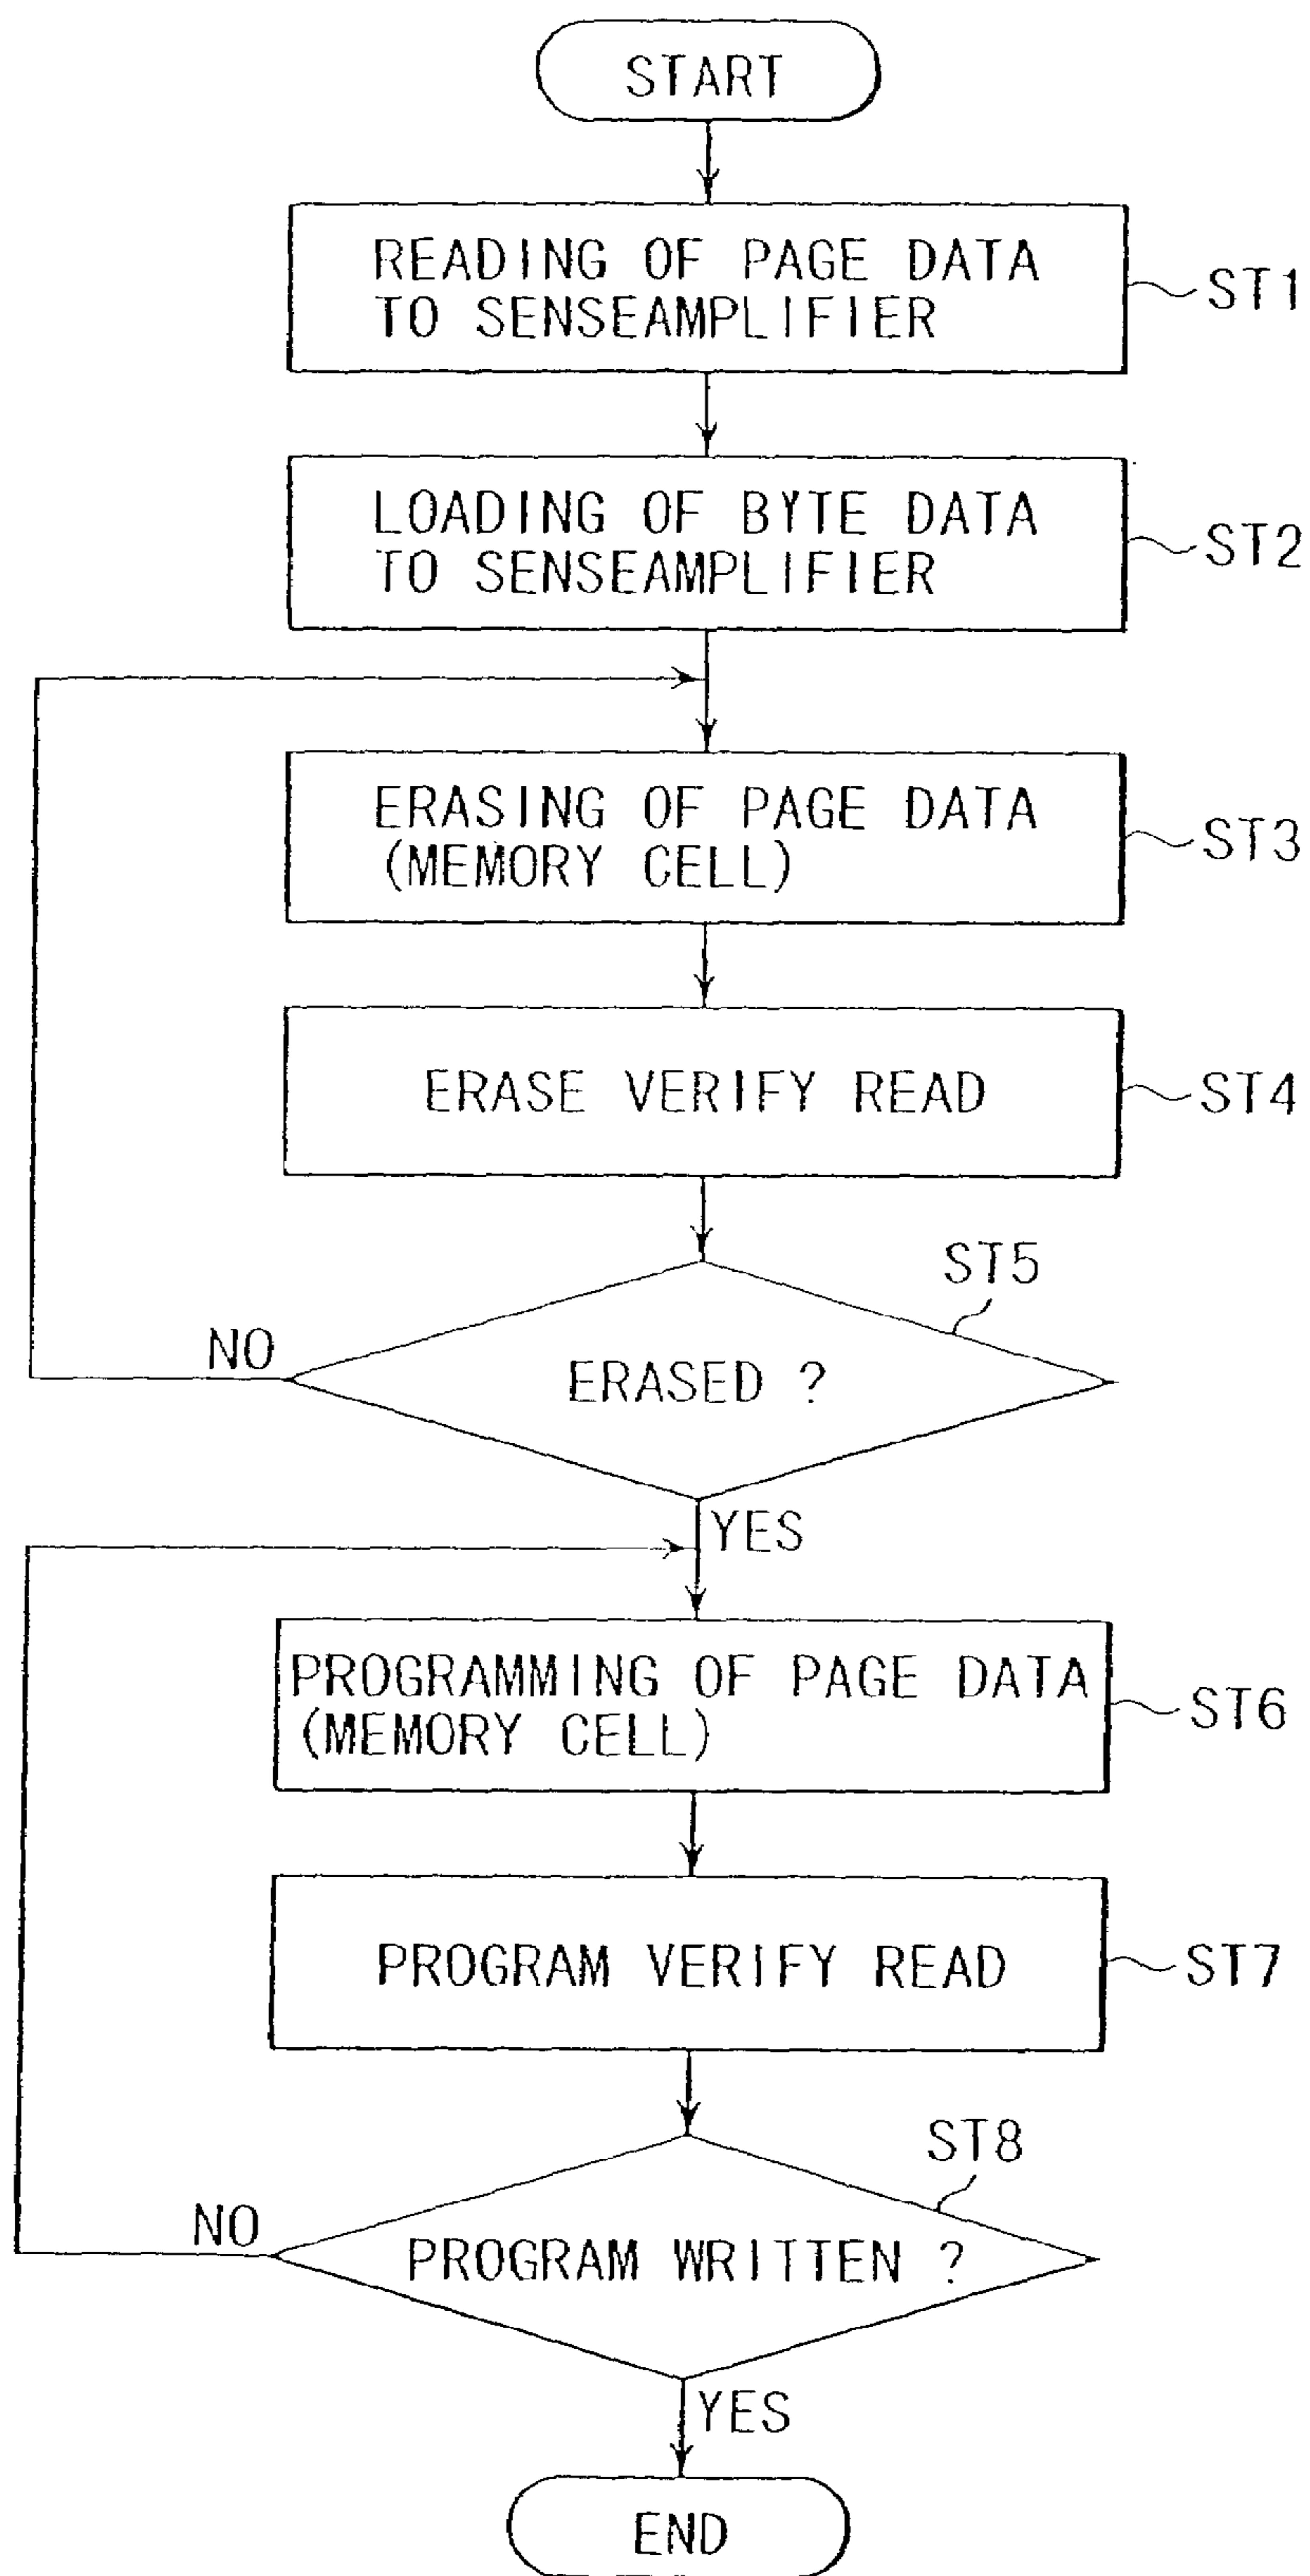 START
READING OF PAGE DATA
TO SENSEAMPLIFIER
ST1
LOADING OF BYTE DATA
TO SENSEAMPLIFIER
ST2
ERASING OF PAGE DATA
(MEMORY CELL)
ST3
ERASE VERIFY READ
ST4
ST5
NO
ERASED ?
YES
PROGRAMMING OF PAGE DATA
(MEMORY CELL)
ST6
PROGRAM VERIFY READ
ST7
ST8
NO
PROGRAM WRITTEN ?
YES
END